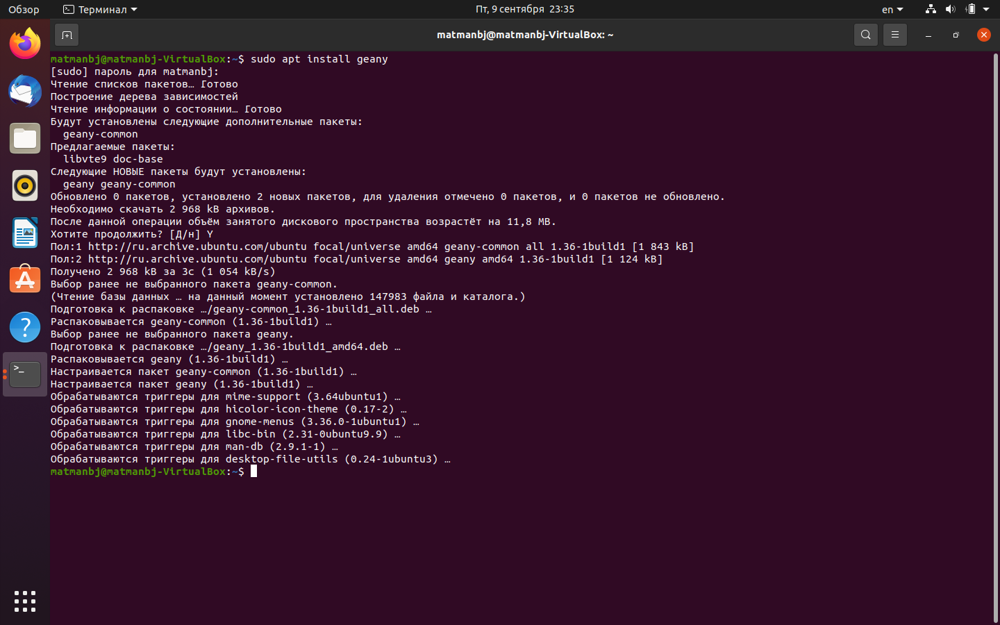 Обзор
Терминал
Пт, 9 сентября 23:35
en
matmanbj@matmanbj-VirtualBox: ~
matmanbj@matmanbj-VirtualBox:~$ sudo apt install geany
[sudo] пароль для matmanbj:
Чтение списков пакетов… Готово
Построение дерева зависимостей
Чтение информации о состоянии… Готово
Будут установлены следующие дополнительные пакеты:
  geany-common
Предлагаемые пакеты:
  libvte9 doc-base
Следующие НОВЫЕ пакеты будут установлены:
  geany geany-common
Обновлено 0 пакетов, установлено 2 новых пакетов, для удаления отмечено 0 пакетов, и 0 пакетов не обновлено.
Необходимо скачать 2 968 kB архивов.
После данной операции объём занятого дискового пространства возрастёт на 11,8 MB.
Хотите продолжить? [Д/н] Y
Пол:1 http://ru.archive.ubuntu.com/ubuntu focal/universe amd64 geany-common all 1.36-1build1 [1 843 kB]
Пол:2 http://ru.archive.ubuntu.com/ubuntu focal/universe amd64 geany amd64 1.36-1build1 [1 124 kB]
Получено 2 968 kB за 3с (1 054 kB/s)
Выбор ранее не выбранного пакета geany-common.
(Чтение базы данных … на данный момент установлено 147983 файла и каталога.)
Подготовка к распаковке …/geany-common_1.36-1build1_all.deb …
Распаковывается geany-common (1.36-1build1) …
Выбор ранее не выбранного пакета geany.
Подготовка к распаковке …/geany_1.36-1build1_amd64.deb …
Распаковывается geany (1.36-1build1) …
Настраивается пакет geany-common (1.36-1build1) …
Настраивается пакет geany (1.36-1build1) …
Обрабатываются триггеры для mime-support (3.64ubuntu1) …
Обрабатываются триггеры для hicolor-icon-theme (0.17-2) …
Обрабатываются триггеры для gnome-menus (3.36.0-1ubuntu1) …
Обрабатываются триггеры для libc-bin (2.31-0ubuntu9.9) …
Обрабатываются триггеры для man-db (2.9.1-1) …
Обрабатываются триггеры для desktop-file-utils (0.24-1ubuntu3) …
matmanbj@matmanbj-VirtualBox:~$